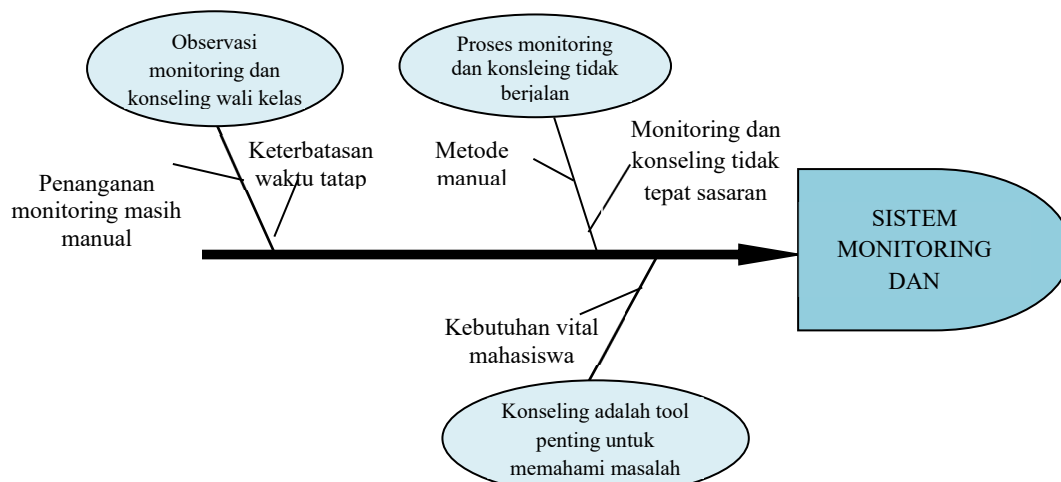 Observasi
monitoring dan
konseling wali kelas
Proses monitoring
dan konsleing tidak
berjalan
Penanganan
monitoring masih
manual
Keterbatasan
waktu tatap
Metode
manual
Monitoring dan
konseling tidak
tepat sasaran
SISTEM
MONITORING
DAN
Kebutuhan vital
mahasiswa
Konseling adalah tool
penting untuk
memahami masalah